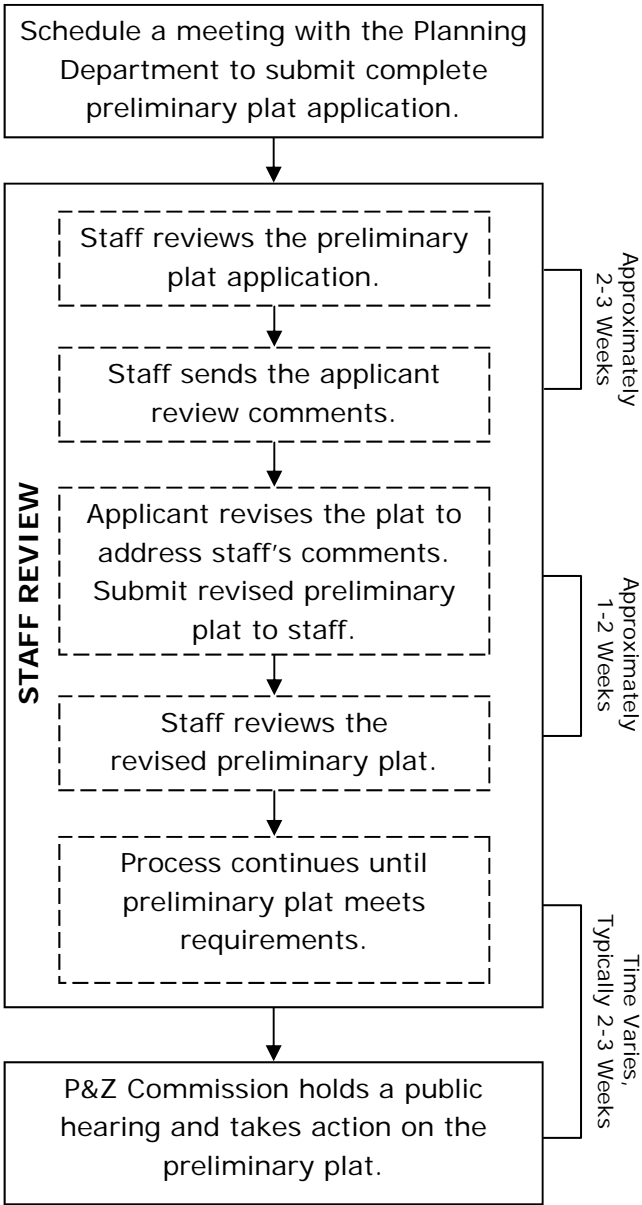 Schedule a meeting with the Planning
Department to submit complete
preliminary plat application.
STAFF REVIEW
Staff reviews the preliminary
plat application.
Staff sends the applicant
review comments.
Approximately
2-3 Weeks
Applicant revises the plat to
address staff's comments.
Submit revised preliminary
plat to staff.
Staff reviews the
revised preliminary plat.
Approximately
1-2 Weeks
Process continues until
preliminary plat meets
requirements.
P&Z Commission holds a public
hearing and takes action on the
preliminary plat.
Time Varies,
Typically 2-3 Weeks